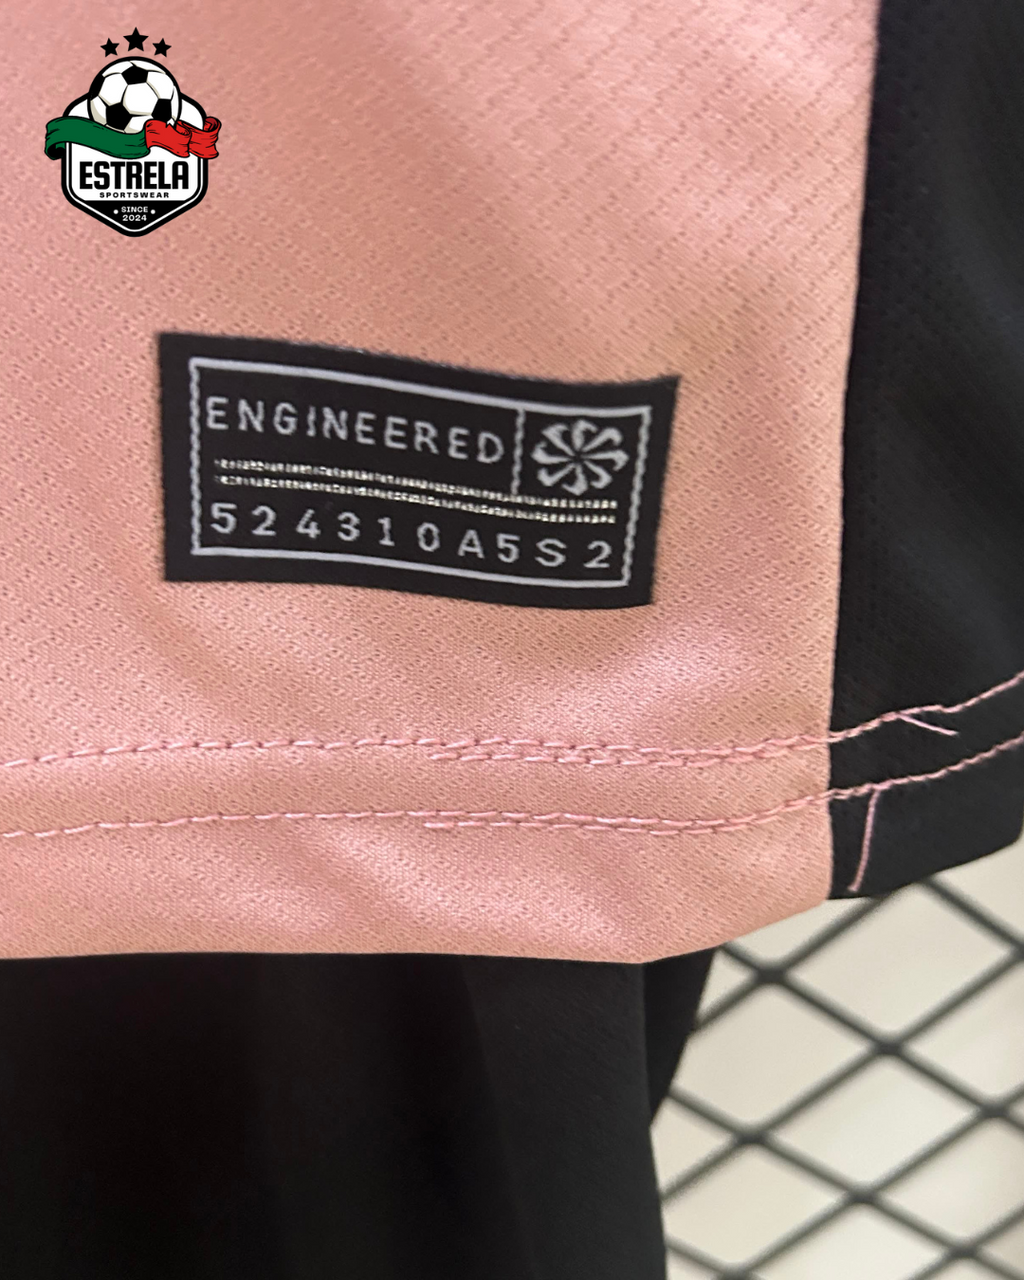 ESTRELA
SPORTSWEAR
• SINCE •
2024
ENGINEERED
524310A5S2